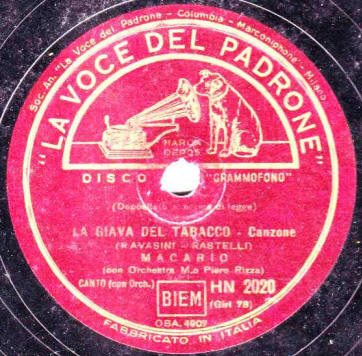 Soc. An. "La Voce del Padrone - Columbia - Marconiphone" - Milano
"LA VOCE DEL PADRONE"
MARCA
DEPOS.
DISCO "GRAMMOFONO"
(Deposito legge)
LA GIAVA DEL TABACCO - Canzone
(RAVASINI - RASTELLI)
MACARIO
(con Orchestra M.o Piero Rizza)
CANTO (con Orch.) BIEM HN 2020
(Giri 78)
OBA. 4907
FABBRICATO IN ITALIA